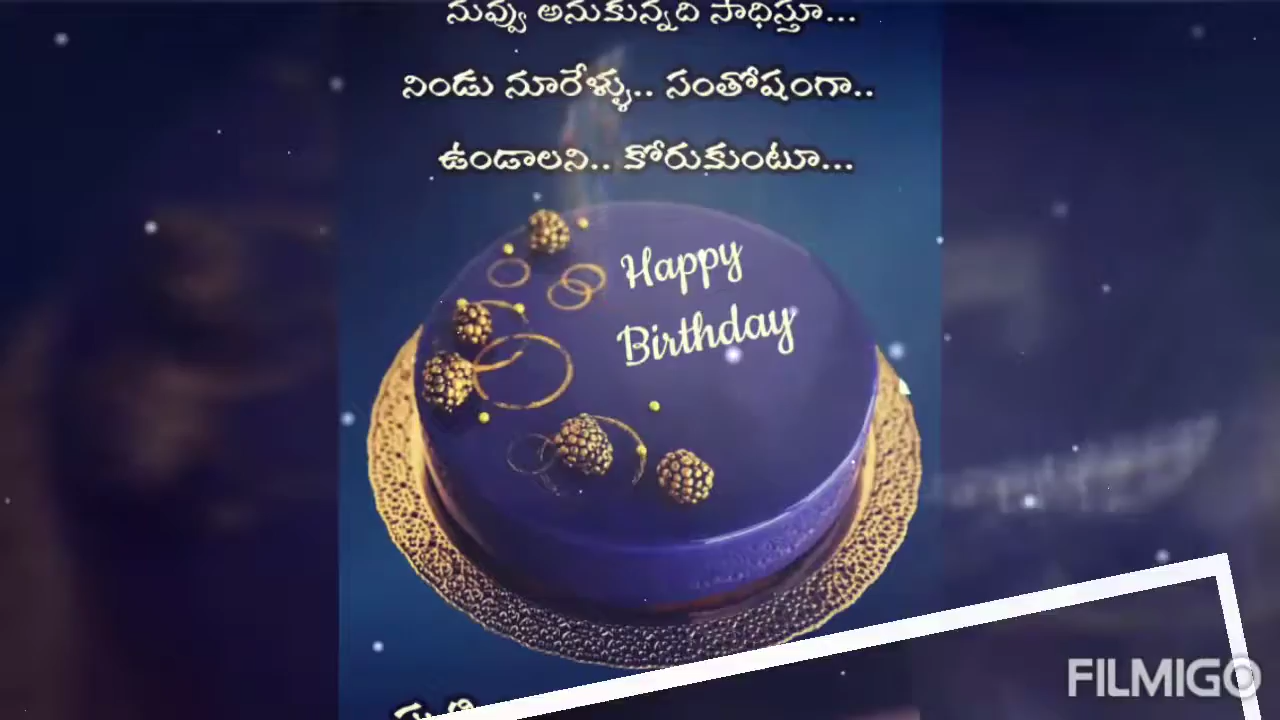 నువ్వు అనుకున్నది సాధిస్తూ...
నిండు నూరేళ్ళు.. సంతోషంగా..
ఉండాలని.. కోరుకుంటూ...
Happy
Birthday
FILMIGO